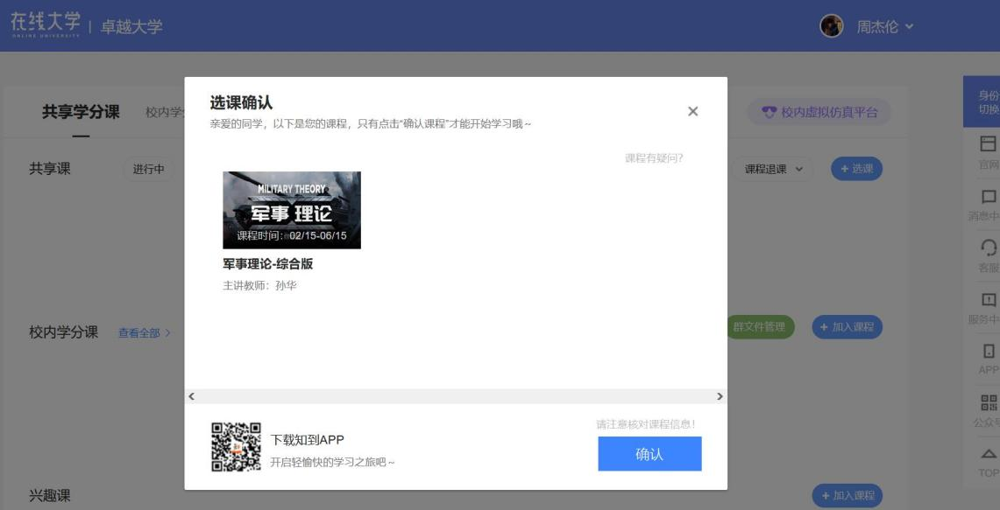 在线大学
ONLINE UNIVERSITY
卓越大学
周杰伦
共享学分课
校内学分
校内虚拟仿真平台
共享课
进行中
课程退课
+ 选课
选课确认
亲爱的同学，以下是您的课程，只有点击“确认课程”才能开始学习哦～
课程有疑问?
MILITARY THEORY
军事理论
课程时间：02/15-06/15
军事理论-综合版
主讲教师：孙华
校内学分课
查看全部 >
群文件管理
+ 加入课程
下载知到APP
开启轻愉快的学习之旅吧～
请注意核对课程信息！
确认
兴趣课
+ 加入课程
身份
切换
官网
消息中
客服
服务中
APP
公众号
TOP